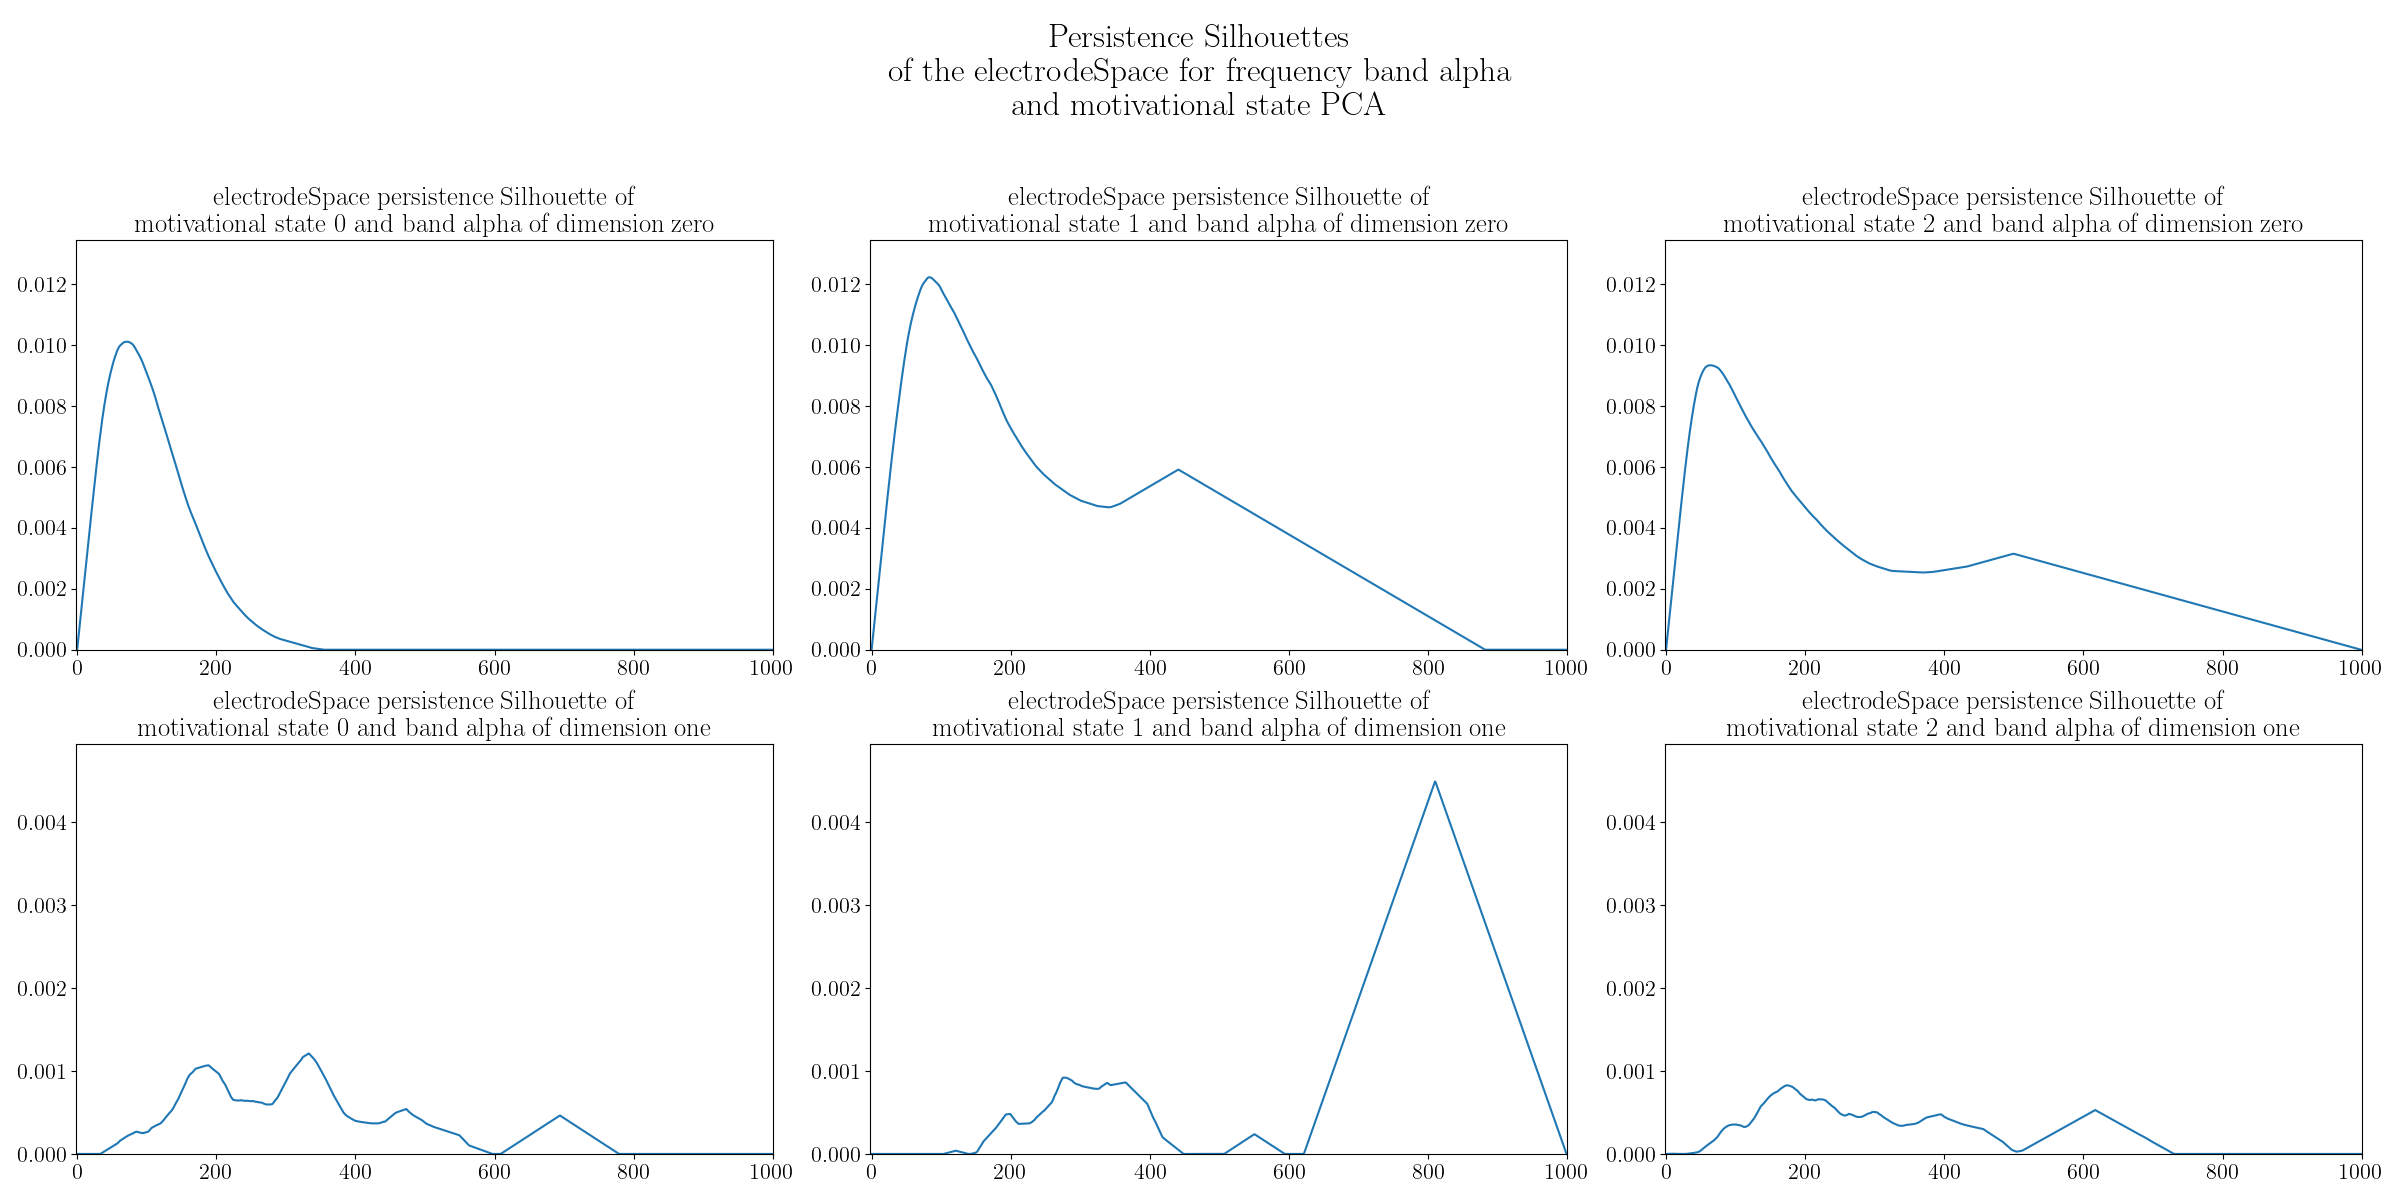 Persistence Silhouettes
of the electrodeSpace for frequency band alpha
and motivational state PCA
electrodeSpace persistence Silhouette of
motivational state 0 and band alpha of dimension zero
0.012
0.010
0.008
0.006
0.004
0.002
0.000
0 200 400 600 800 1000
electrodeSpace persistence Silhouette of
motivational state 1 and band alpha of dimension zero
0.012
0.010
0.008
0.006
0.004
0.002
0.000
0 200 400 600 800 1000
electrodeSpace persistence Silhouette of
motivational state 2 and band alpha of dimension zero
0.012
0.010
0.008
0.006
0.004
0.002
0.000
0 200 400 600 800 1000
electrodeSpace persistence Silhouette of
motivational state 0 and band alpha of dimension one
0.004
0.003
0.002
0.001
0.000
0 200 400 600 800 1000
electrodeSpace persistence Silhouette of
motivational state 1 and band alpha of dimension one
0.004
0.003
0.002
0.001
0.000
0 200 400 600 800 1000
electrodeSpace persistence Silhouette of
motivational state 2 and band alpha of dimension one
0.004
0.003
0.002
0.001
0.000
0 200 400 600 800 1000